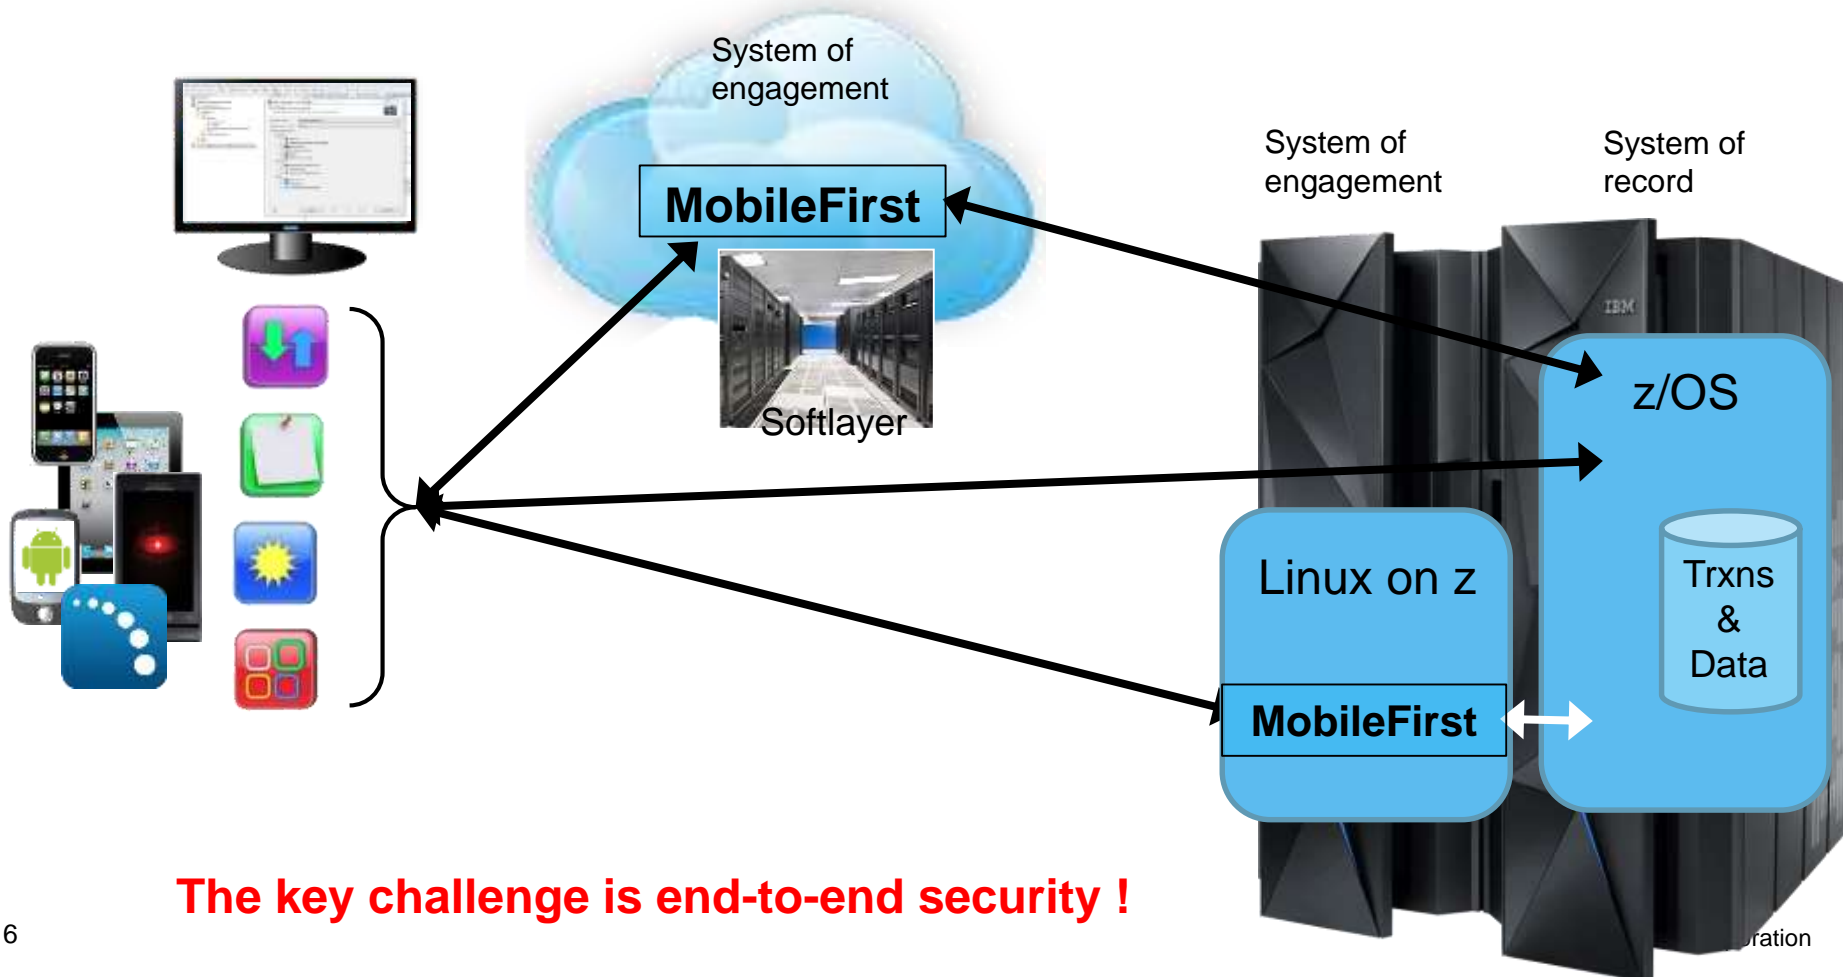 System of
engagement
MobileFirst
Softlayer
System of
engagement
System of
record
IBM
z/OS
Linux on z
Trxns
&
Data
MobileFirst
The key challenge is end-to-end security !
6
ration